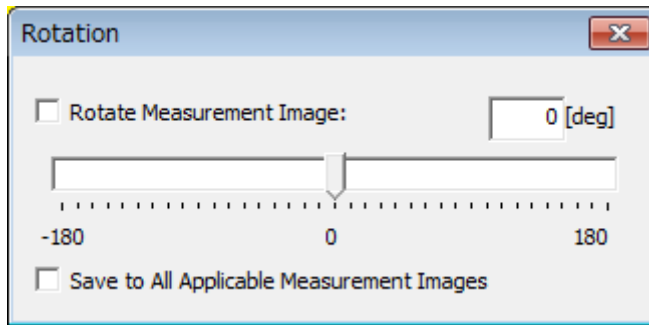 Rotation
Rotate Measurement Image: 0 [deg]
-180 0 180
Save to All Applicable Measurement Images